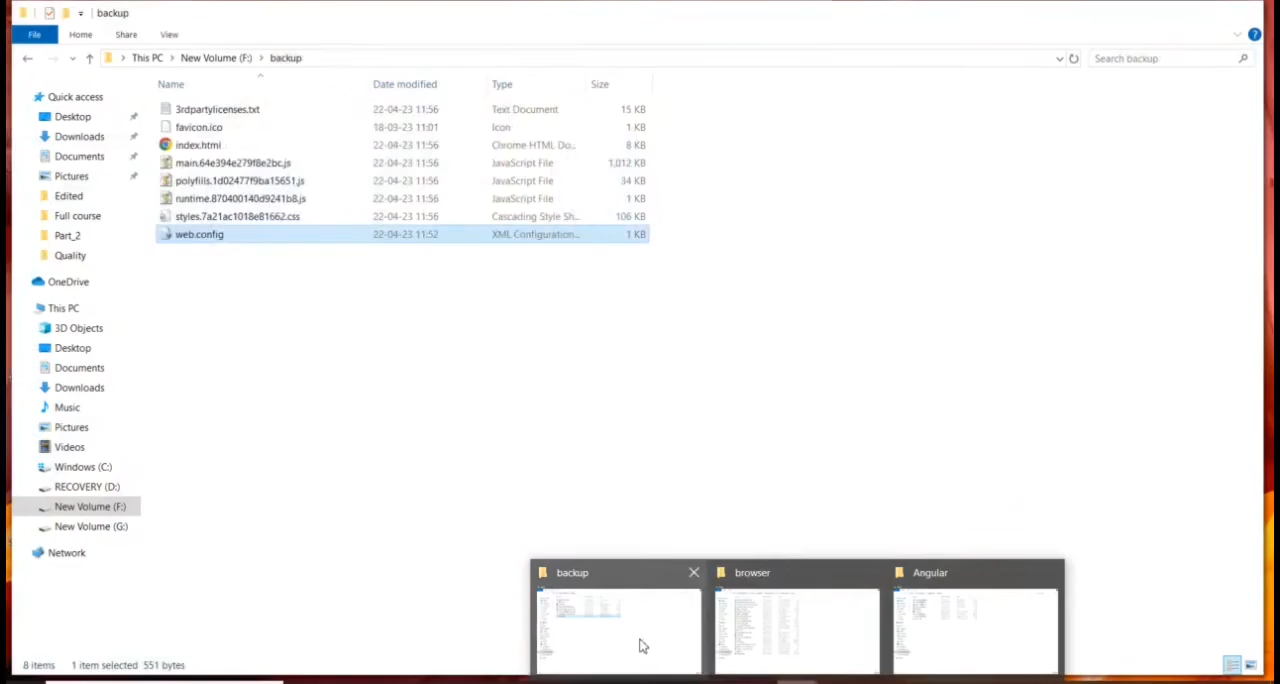 backup
File Home Share View
This PC > New Volume (F:) > backup
Search backup
Name Date modified Type Size
3rdpartylicenses.txt 22-04-23 11:56 Text Document 15 KB
favicon.ico 18-03-23 11:01 Icon 1 KB
index.html 22-04-23 11:56 Chrome HTML Do... 8 KB
main.64e394e279f8e2bc.js 22-04-23 11:56 JavaScript File 1,012 KB
polyfills.1d02477f9ba15651.js 22-04-23 11:56 JavaScript File 34 KB
runtime.870400140d9241b8.js 22-04-23 11:56 JavaScript File 1 KB
styles.7a21ac1018e81662.css 22-04-23 11:56 Cascading Style Sh... 106 KB
web.config 22-04-23 11:52 XML Configuration... 1 KB
Quick access
Desktop
Downloads
Documents
Pictures
Edited
Full course
Part_2
Quality
OneDrive
This PC
3D Objects
Desktop
Documents
Downloads
Music
Pictures
Videos
Windows (C:)
RECOVERY (D:)
New Volume (F:)
New Volume (G:)
Network
backup browser Angular
8 items 1 item selected 551 bytes